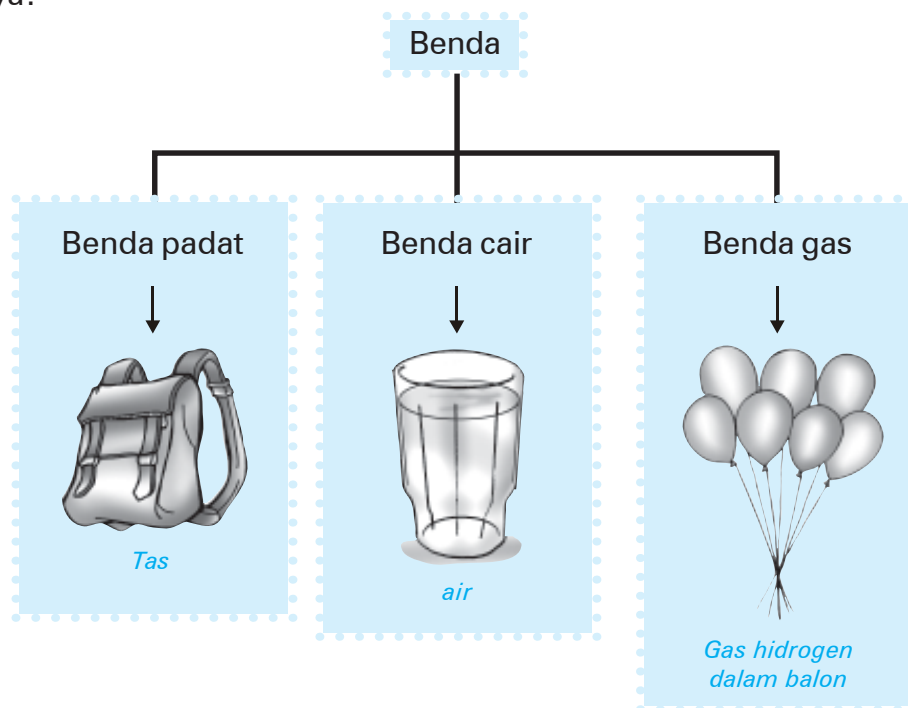 Benda
Benda padat
Benda cair
Benda gas
Tas
air
Gas hidrogen
dalam balon